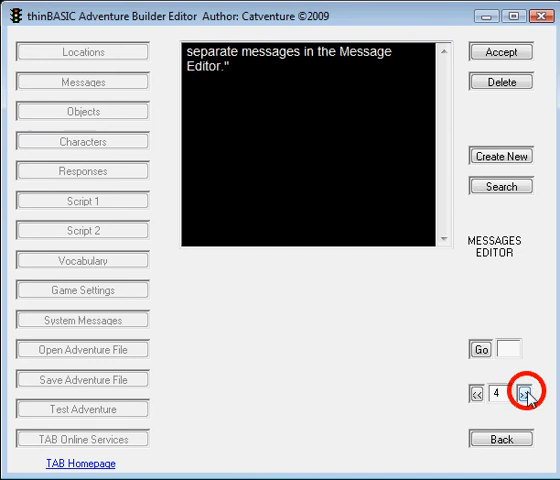 thinBASIC Adventure Builder Editor Author: Catventure ©2009
Locations
Messages
Objects
Characters
Responses
Script 1
Script 2
Vocabulary
Game Settings
System Messages
Open Adventure File
Save Adventure File
Test Adventure
TAB Online Services
TAB Homepage
separate messages in the Message
Editor."
Accept
Delete
Create New
Search
MESSAGES
EDITOR
Go
<< 4 >>
Back